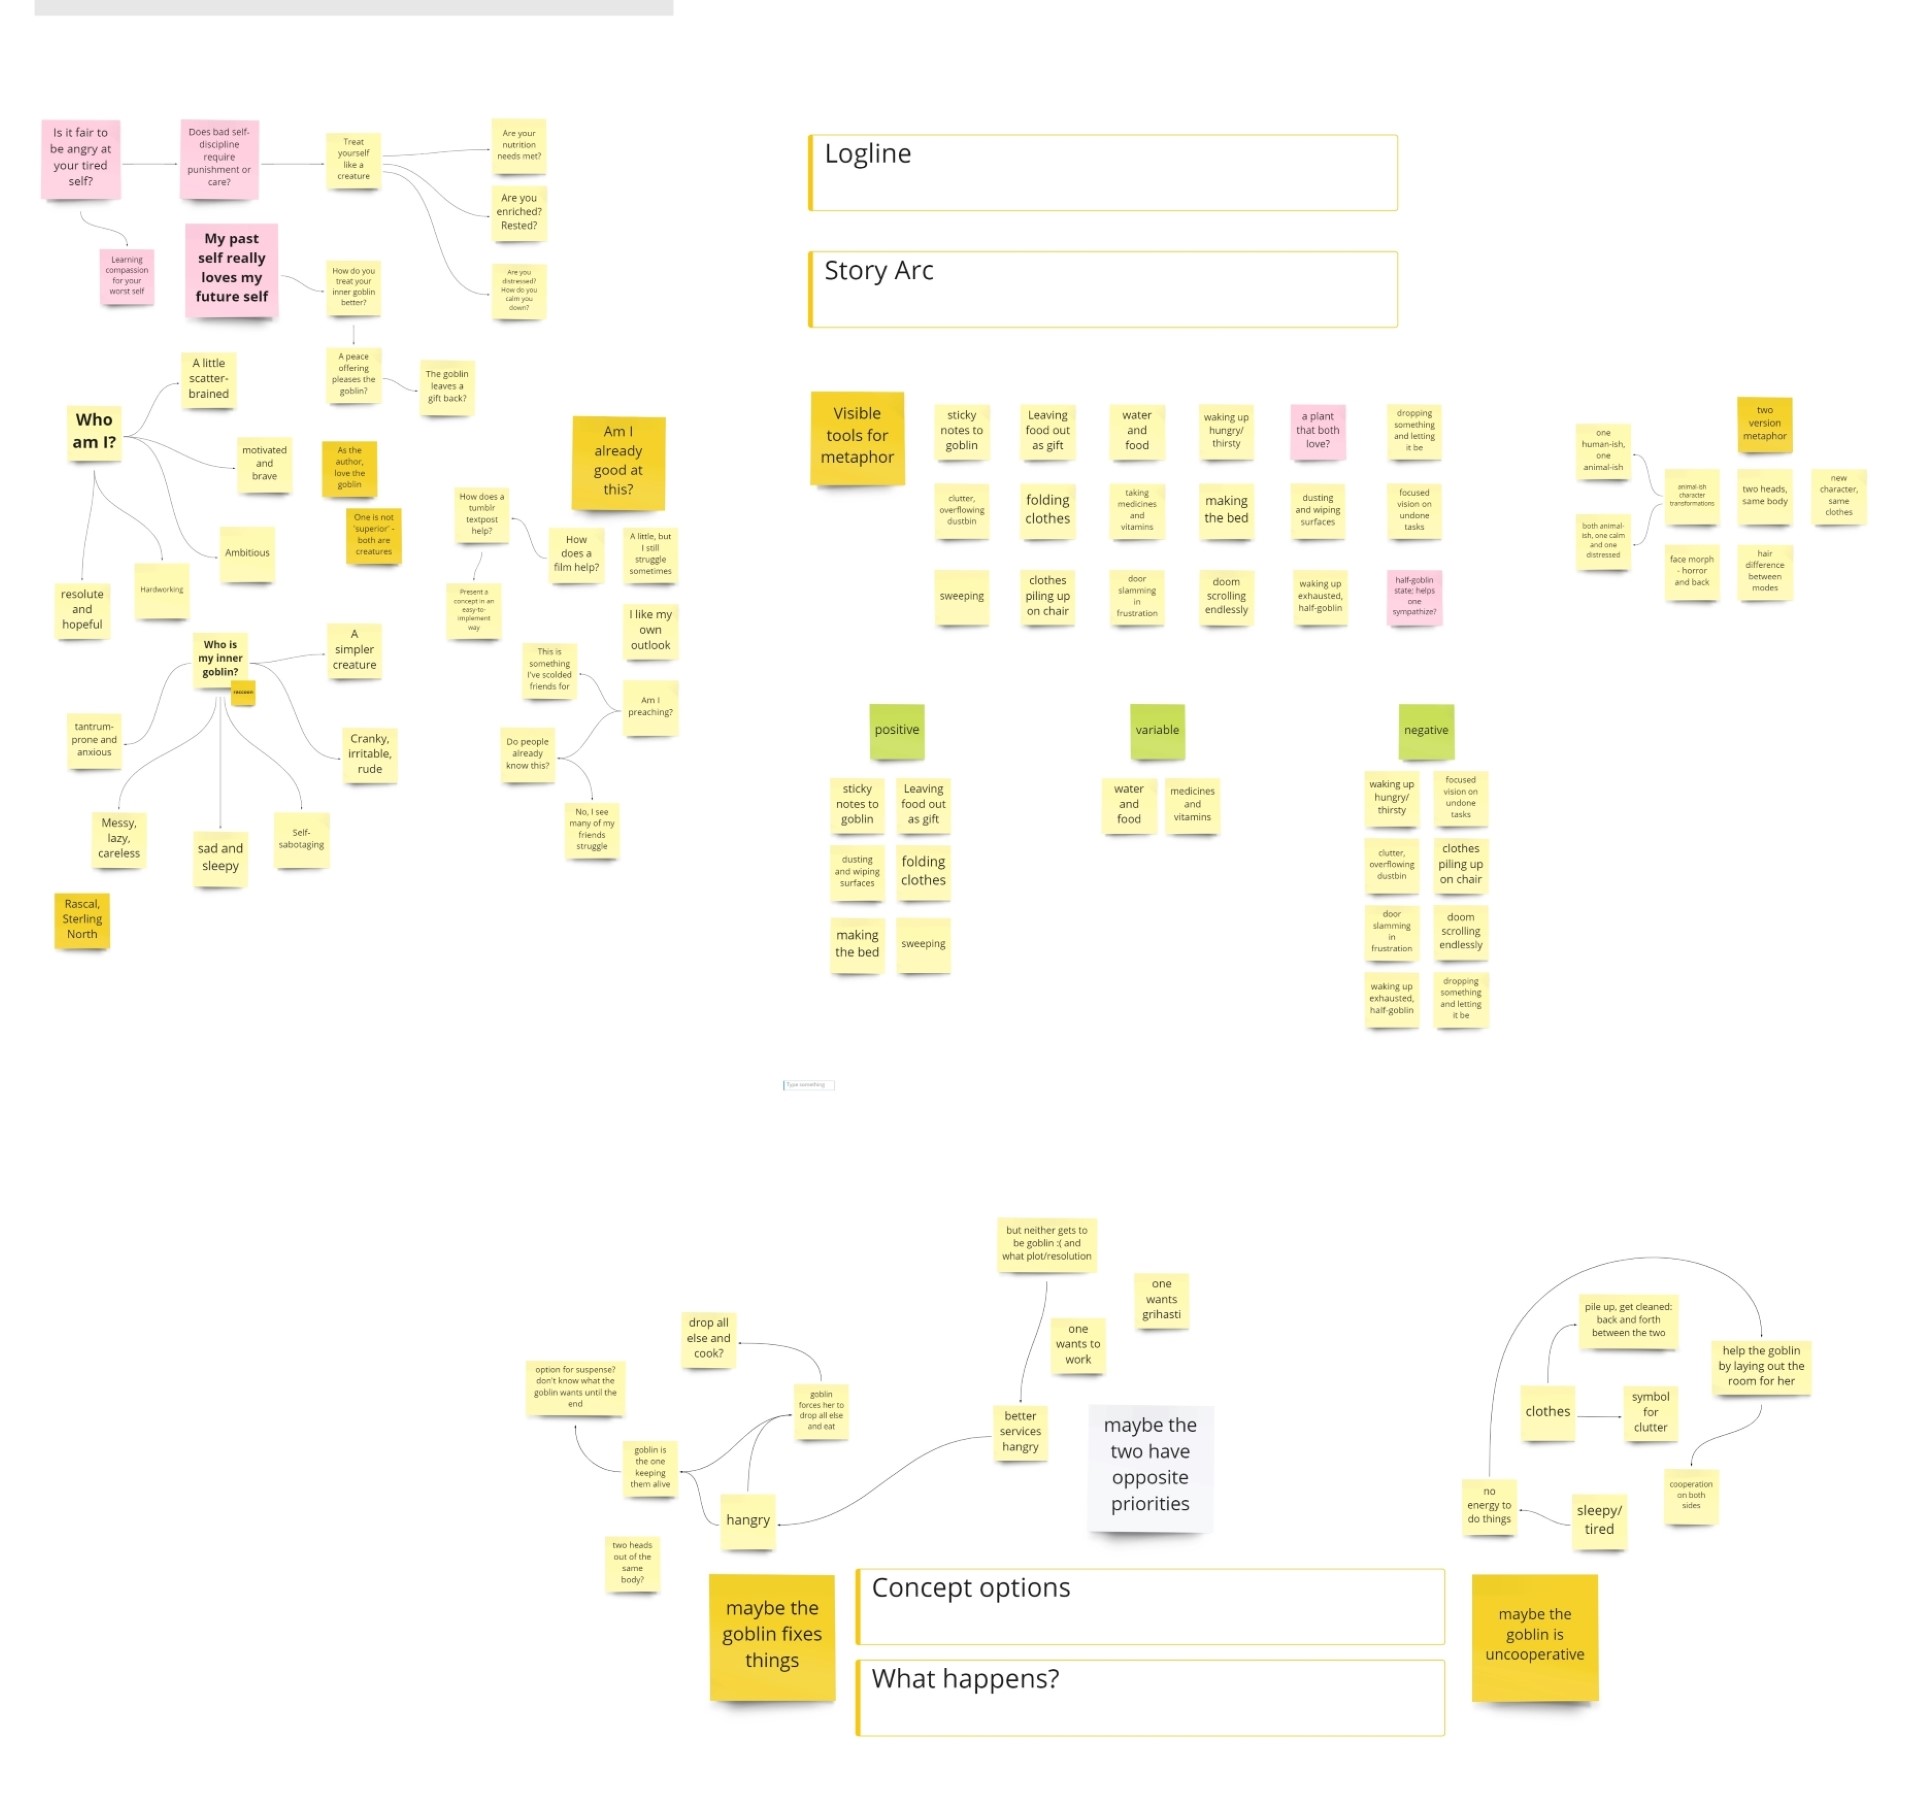 Is it fair to
be angry at
your tired
self?
Does bad self-
discipline
require
punishment or
care?
Treat
yourself
like a
creature
Are your
nutrition
needs met?
Are you
enriched?
Rested?
Are you
distressed?
How do you
calm you
down?
Learning
compassion
for your
worst self
My past
self really
loves my
future self
How do you
treat your
inner goblin
better?
A peace
offering
pleases the
goblin?
The goblin
leaves a
gift back?
Who
am I?
A little
scatter-
brained
motivated
and
brave
Ambitious
Hardworking
resolute
and
hopeful
As the
author,
love the
goblin
One is not
'superior' -
both are
creatures
Who is
my inner
goblin?
A
simpler
creature
Cranky,
irritable,
rude
Self-
sabotaging
sad and
sleepy
Messy,
lazy,
careless
tantrum-
prone and
anxious
Rascal,
Sterling
North
Am I
already
good at
this?
How does a
tumblr
textpost
help?
How
does a
film help?
A little, but
I still
struggle
sometimes
Present a
concept in an
easy-to-
implement
way
I like my
own
outlook
This is
something
I've scolded
friends for
Am I
preaching?
Do people
already
know this?
No, I see
many of my
friends
struggle
Logline
Story Arc
Visible
tools for
metaphor
sticky
notes to
goblin
Leaving
food out
as gift
water
and
food
waking up
hungry/
thirsty
a plant
that both
love?
dropping
something
and letting
it be
clutter,
overflowing
dustbin
folding
clothes
taking
medicines
and
vitamins
making
the bed
dusting
and wiping
surfaces
focused
vision on
undone
tasks
sweeping
clothes
piling up
on chair
door
slamming
in
frustration
doom
scrolling
endlessly
waking up
exhausted,
half-goblin
half-goblin
state; helps
one
sympathize?
two
version
metaphor
one
human-ish,
one
animal-ish
animal-ish
character
transformations
two heads,
same body
new
character,
same
clothes
both animal-
ish, one calm
and one
distressed
face morph
- horror
and back
hair
difference
between
modes
positive
sticky
notes to
goblin
Leaving
food out
as gift
dusting
and wiping
surfaces
folding
clothes
making
the bed
sweeping
variable
water
and
food
medicines
and
vitamins
negative
waking up
hungry/
thirsty
focused
vision on
undone
tasks
clutter,
overflowing
dustbin
clothes
piling up
on chair
door
slamming
in
frustration
doom
scrolling
endlessly
waking up
exhausted,
half-goblin
dropping
something
and letting
it be
Type something
but neither gets to
be goblin :( and
what plot/resolution
one
wants
grihasti
one
wants to
work
drop all
else and
cook?
option for suspense?
don't know what the
goblin wants until the
end
goblin
forces her to
drop all else
and eat
goblin is
the one
keeping
them alive
better
services
hangry
hangry
maybe the
two have
opposite
priorities
two heads
out of the
same
body?
maybe the
goblin fixes
things
Concept options
What happens?
pile up, get cleaned:
back and forth
between the two
help the goblin
by laying out the
room for her
clothes
symbol
for
clutter
cooperation
on both
sides
no
energy to
do things
sleepy/
tired
maybe the
goblin is
uncooperative